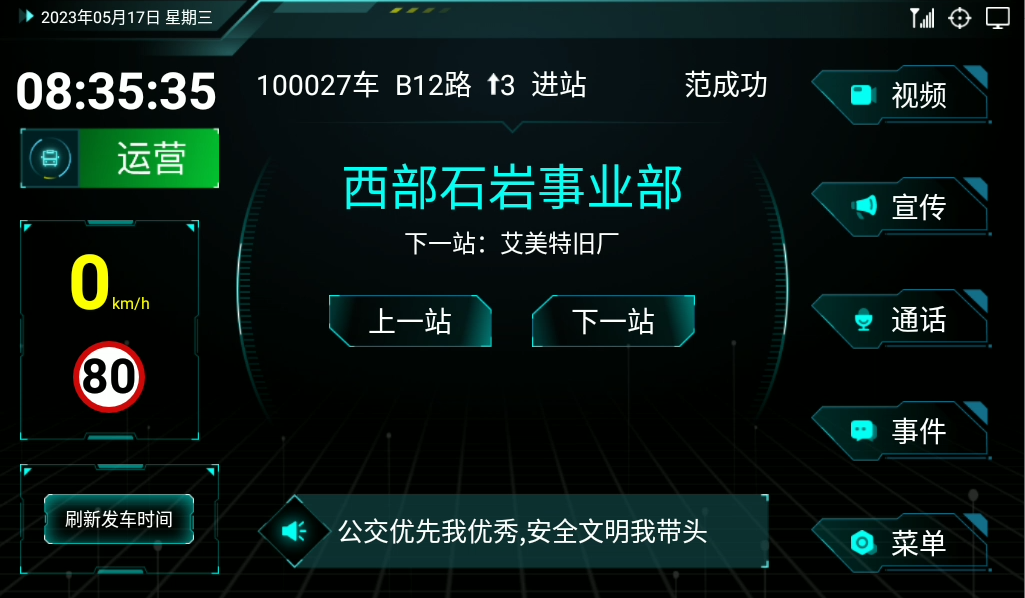 2023年05月17日 星期三
08:35:35
100027车 B12路 ⬆3 进站 范成功
运营
西部石岩事业部
下一站：艾美特旧厂
上一站 下一站
0 km/h
80
刷新发车时间
公交优先我优秀,安全文明我带头
视频
宣传
通话
事件
菜单